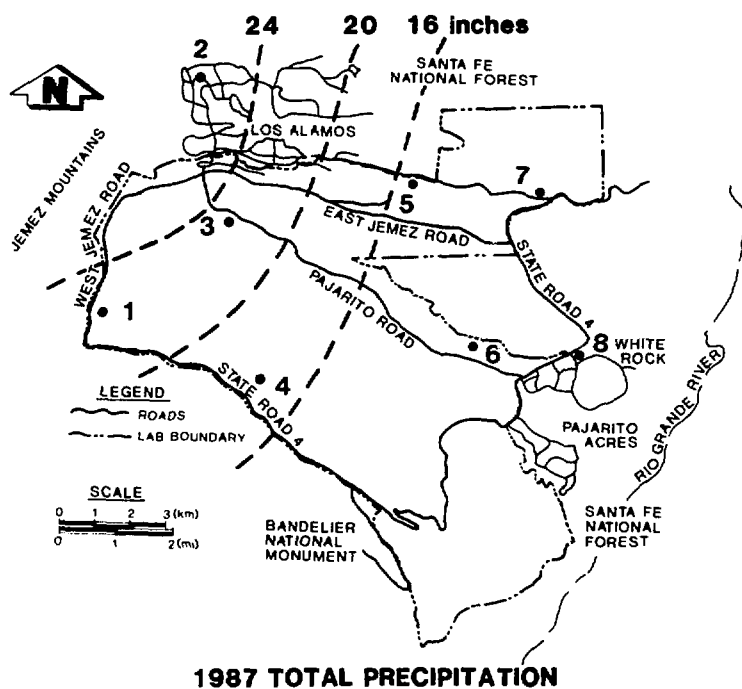 24
20
16 inches
2
N
SANTA FE
NATIONAL FOREST
LOS ALAMOS
JEMEZ MOUNTAINS
WEST JEMEZ ROAD
5
7
3
EAST JEMEZ ROAD
STATE ROAD 4
PAJARITO ROAD
1
6
8
WHITE
ROCK
4
STATE ROAD 4
LEGEND
ROADS
LAB BOUNDARY
PAJARITO
ACRES
RIO GRANDE RIVER
SCALE
0 1 2 3 (km)
0 1 2 (mi)
BANDELIER
NATIONAL
MONUMENT
SANTA FE
NATIONAL
FOREST
1987 TOTAL PRECIPITATION